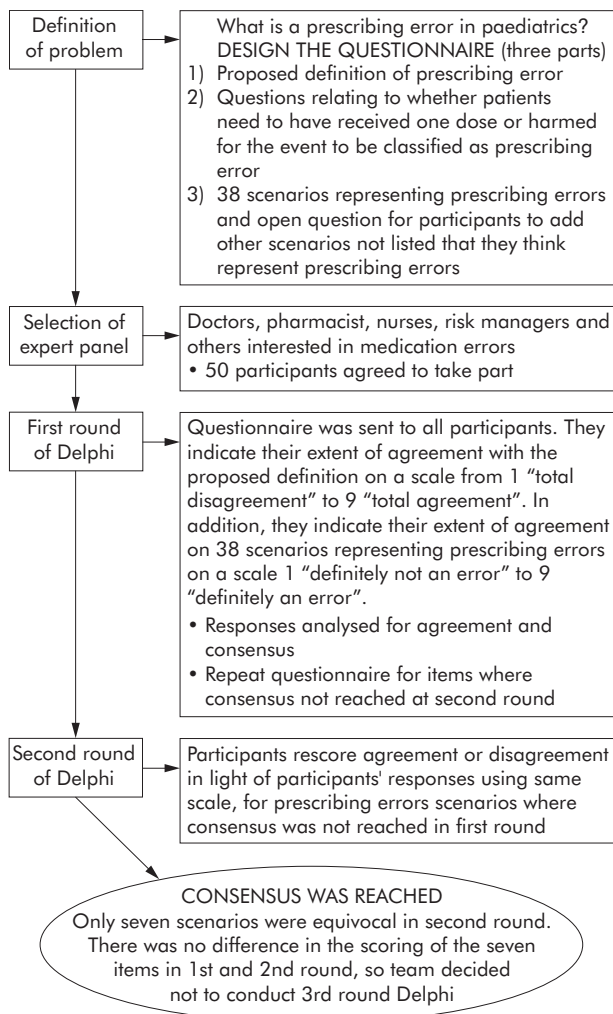 Definition
of problem
What is a prescribing error in paediatrics?
DESIGN THE QUESTIONNAIRE (three parts)
1) Proposed definition of prescribing error
2) Questions relating to whether patients
need to have received one dose or harmed
for the event to be classified as prescribing
error
3) 38 scenarios representing prescribing errors
and open question for participants to add
other scenarios not listed that they think
represent prescribing errors
Selection of
expert panel
Doctors, pharmacist, nurses, risk managers and
others interested in medication errors
• 50 participants agreed to take part
First round
of Delphi
Questionnaire was sent to all participants. They
indicate their extent of agreement with the
proposed definition on a scale from 1 “total
disagreement” to 9 “total agreement”. In
addition, they indicate their extent of agreement
on 38 scenarios representing prescribing errors
on a scale 1 “definitely not an error” to 9
“definitely an error”.
• Responses analysed for agreement and
consensus
• Repeat questionnaire for items where
consensus not reached at second round
Second round
of Delphi
Participants rescore agreement or disagreement
in light of participants' responses using same
scale, for prescribing errors scenarios where
consensus was not reached in first round
CONSENSUS WAS REACHED
Only seven scenarios were equivocal in second round.
There was no difference in the scoring of the seven
items in 1st and 2nd round, so team decided
not to conduct 3rd round Delphi